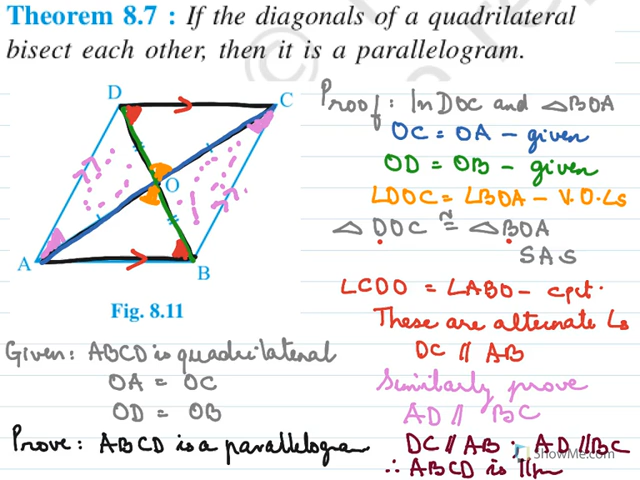 Theorem 8.7 : If the diagonals of a quadrilateral
bisect each other, then it is a parallelogram.
D
C
O
A
B
Fig. 8.11
Given: ABCD is quadrilateral
OA = OC
OD = OB
Prove: ABCD is a parallelogram
Proof: In DOC and △BOA
OC = OA - given
OD = OB - given
∠DOC = ∠BOA - V.O.∠s
△ DOC ≅ △BOA
SAS
∠CDO = ∠ABO - cpct.
These are alternate ∠s
DC // AB
Similarly prove
AD // BC
DC // AB ; AD // BC
∴ ABCD is ||gm
ShowMe.com